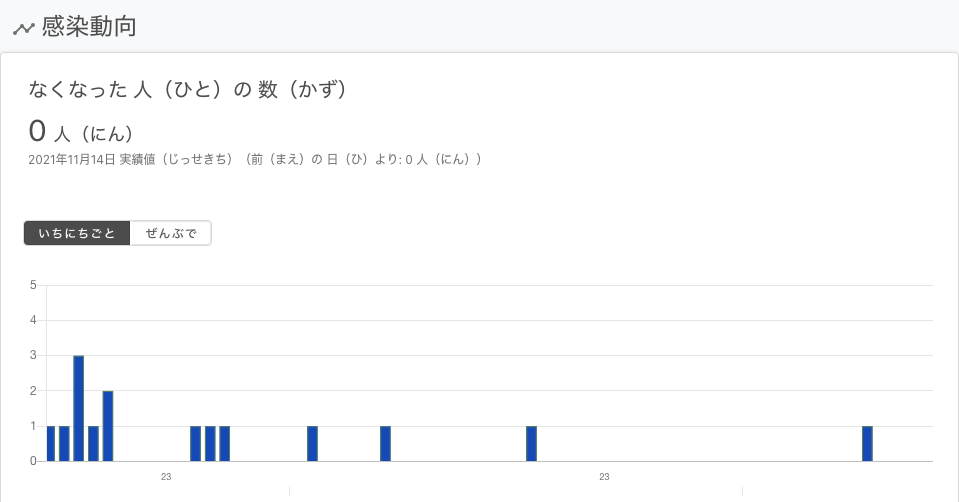 感染動向
なくなった 人（ひと）の 数（かず）
0 人（にん）
2021年11月14日 実績値（じっせきち）（前（まえ）の 日（ひ）より: 0 人（にん））
いちにちごと ぜんぶで
5
4
3
2
1
0
23 23